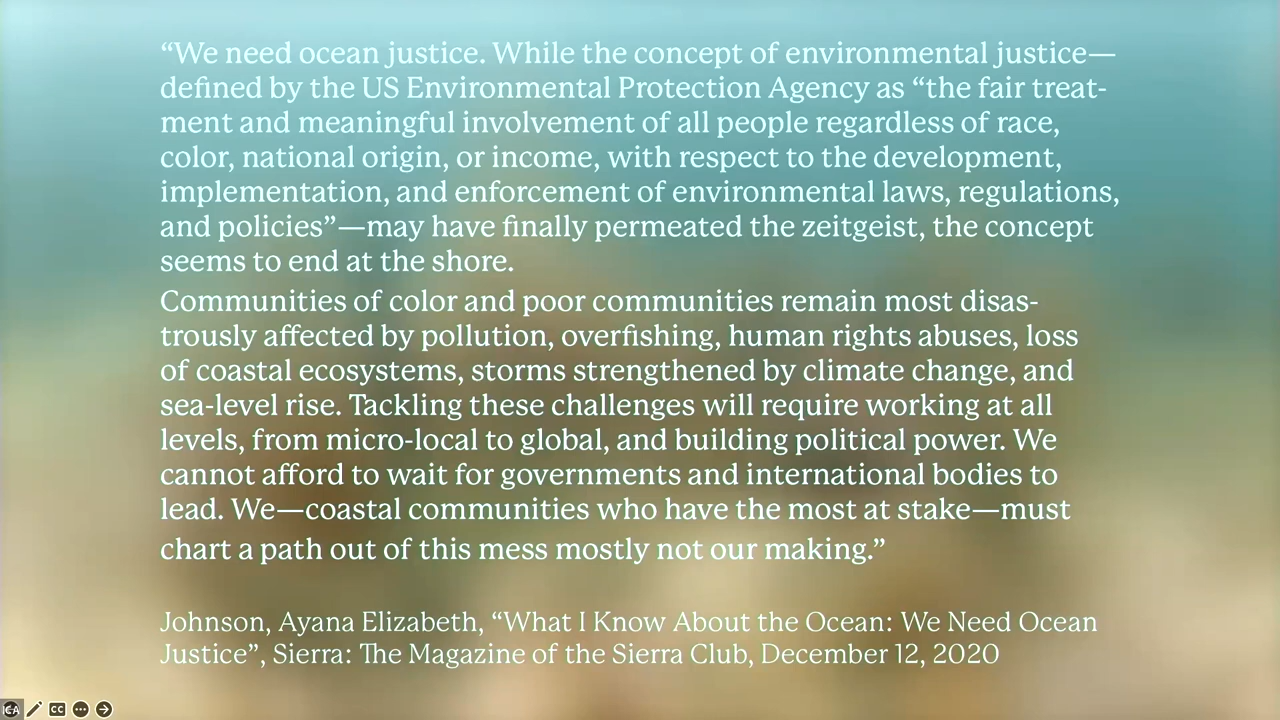 “We need ocean justice. While the concept of environmental justice—
defined by the US Environmental Protection Agency as “the fair treat-
ment and meaningful involvement of all people regardless of race,
color, national origin, or income, with respect to the development,
implementation, and enforcement of environmental laws, regulations,
and policies”—may have finally permeated the zeitgeist, the concept
seems to end at the shore.
Communities of color and poor communities remain most disas-
trously affected by pollution, overfishing, human rights abuses, loss
of coastal ecosystems, storms strengthened by climate change, and
sea-level rise. Tackling these challenges will require working at all
levels, from micro-local to global, and building political power. We
cannot afford to wait for governments and international bodies to
lead. We—coastal communities who have the most at stake—must
chart a path out of this mess mostly not our making.”
Johnson, Ayana Elizabeth, “What I Know About the Ocean: We Need Ocean
Justice”, Sierra: The Magazine of the Sierra Club, December 12, 2020
ICA CC